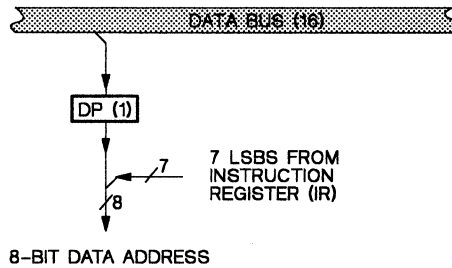 DATA BUS (16)
DP (1)
7
7 LSBS FROM
INSTRUCTION
REGISTER (IR)
8
8-BIT DATA ADDRESS